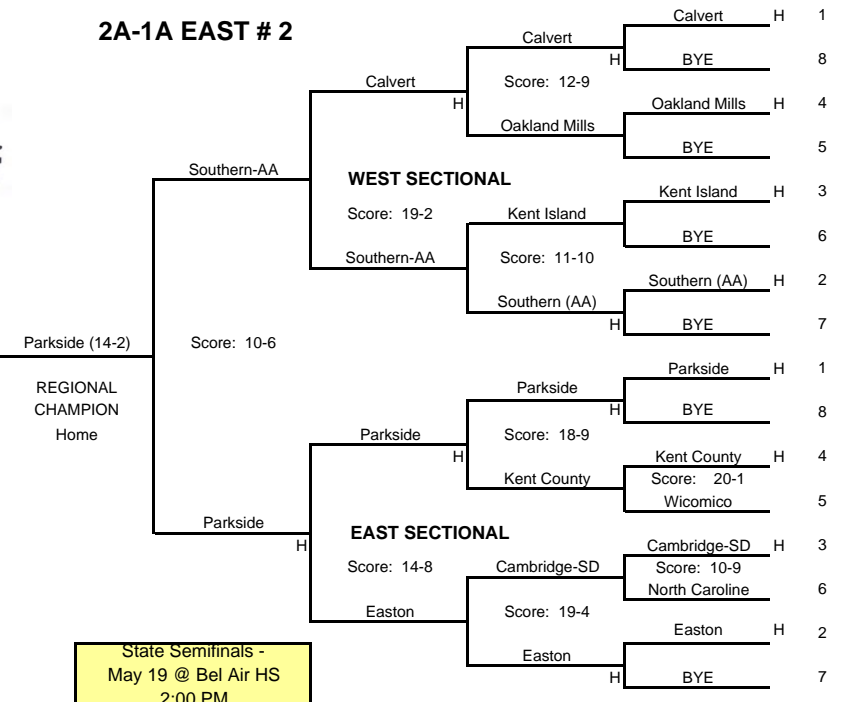 2A-1A EAST # 2
Calvert H 1
Calvert
H BYE 8
Calvert Score: 12-9
H Oakland Mills H 4
Oakland Mills
BYE 5
Southern-AA
WEST SECTIONAL
Kent Island H 3
Score: 19-2 Kent Island
BYE 6
Southern-AA Score: 11-10
Southern (AA) H 2
Southern (AA)
H BYE 7
Parkside (14-2) Score: 10-6
Parkside H 1
REGIONAL
Parkside
CHAMPION
H BYE 8
Home
Parkside Score: 18-9
H Kent County H 4
Kent County Score: 20-1
Wicomico 5
Parkside
H
EAST SECTIONAL
Cambridge-SD H 3
Score: 14-8 Cambridge-SD Score: 10-9
North Caroline 6
Easton Score: 19-4
Easton H 2
State Semifinals -
Easton
May 19 @ Bel Air HS
H BYE 7
2:00 PM